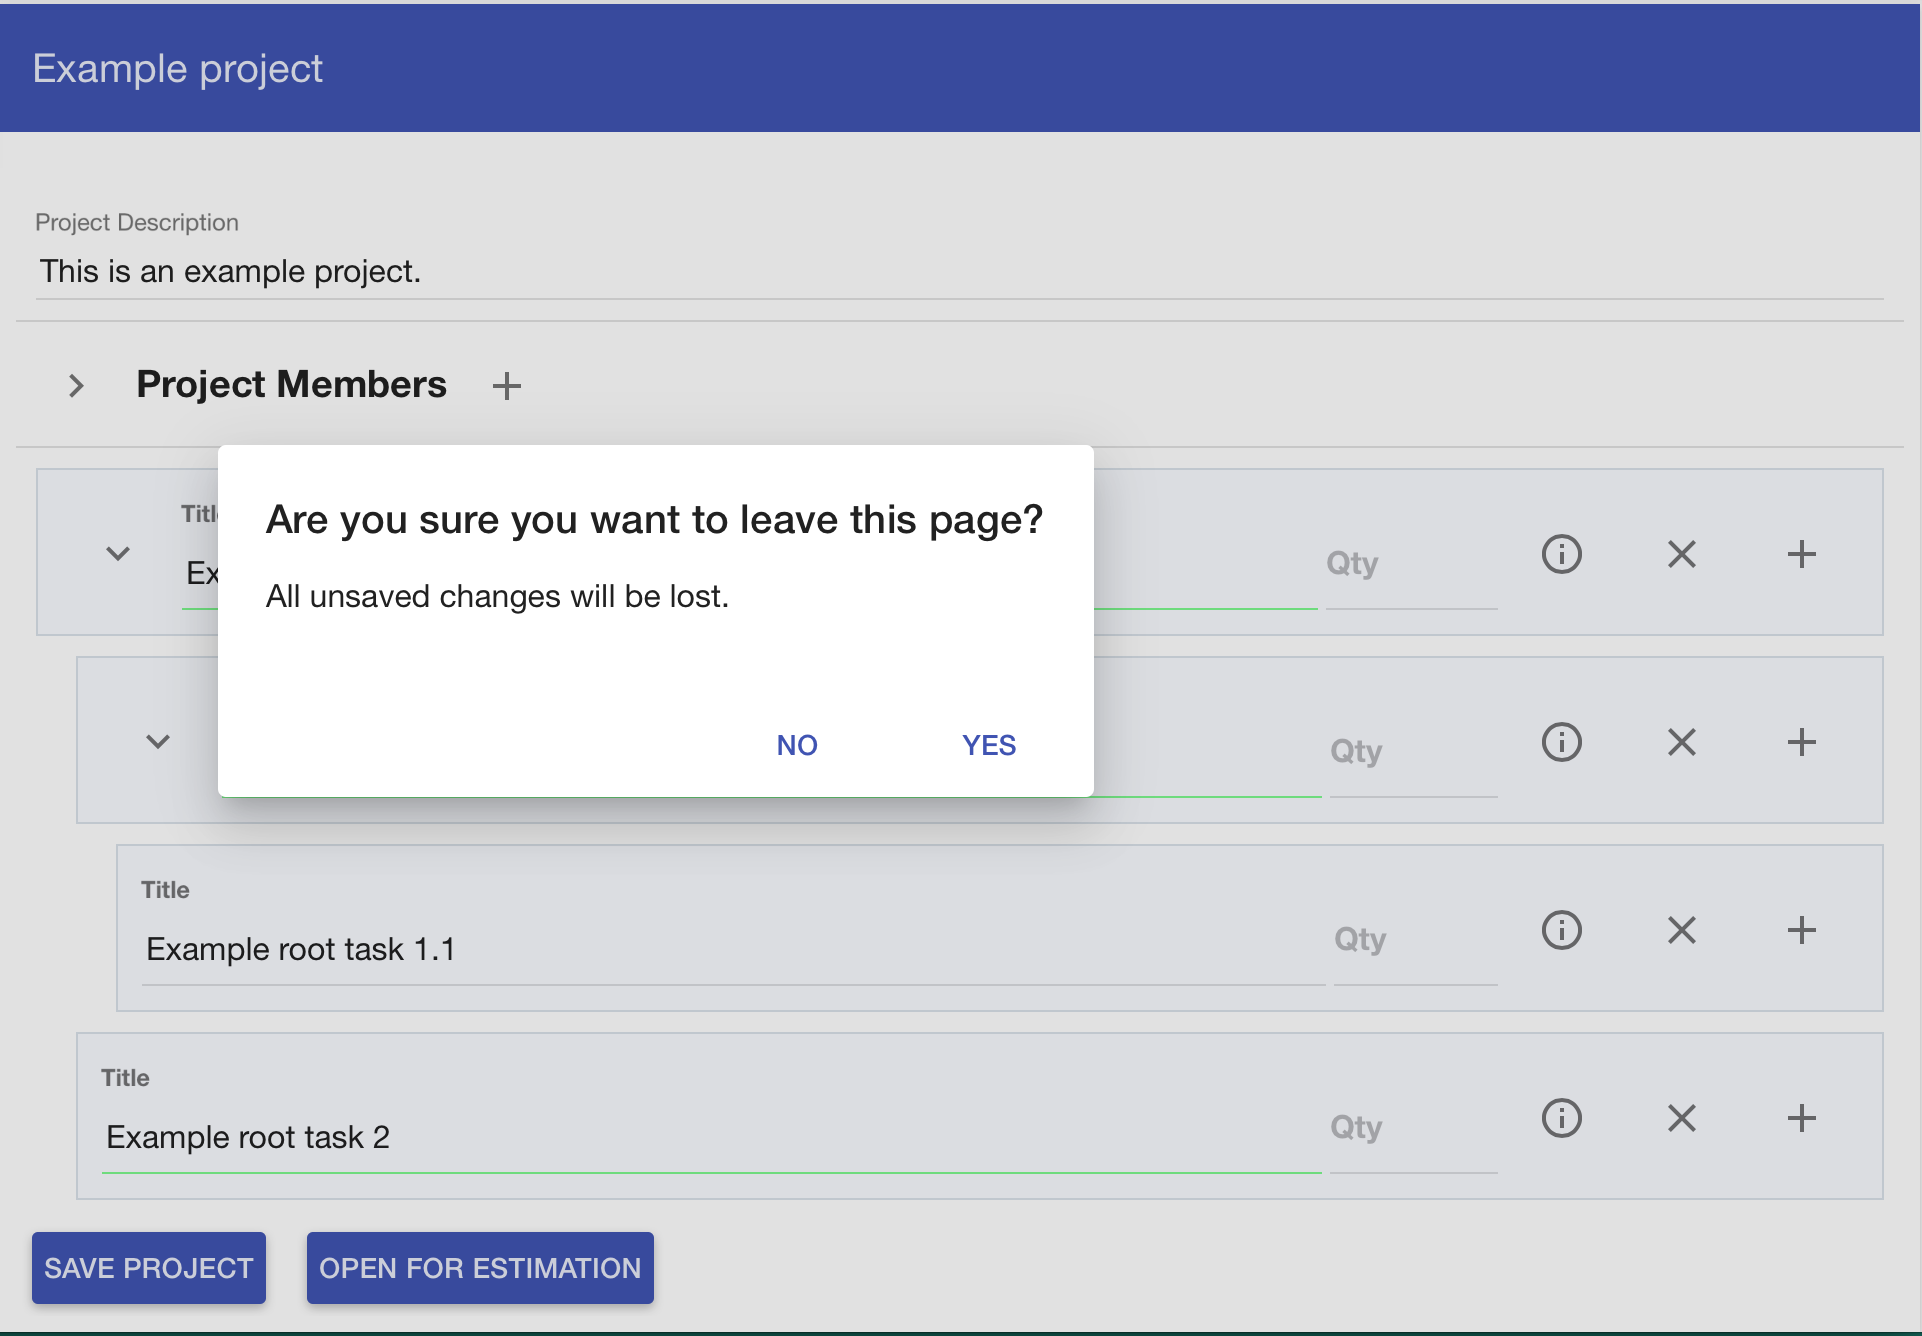 Example project
Project Description
This is an example project.
Project Members
Are you sure you want to leave this page?
All unsaved changes will be lost.
NO YES
Qty
Qty
Title
Example root task 1.1
Qty
Title
Example root task 2
Qty
SAVE PROJECT OPEN FOR ESTIMATION